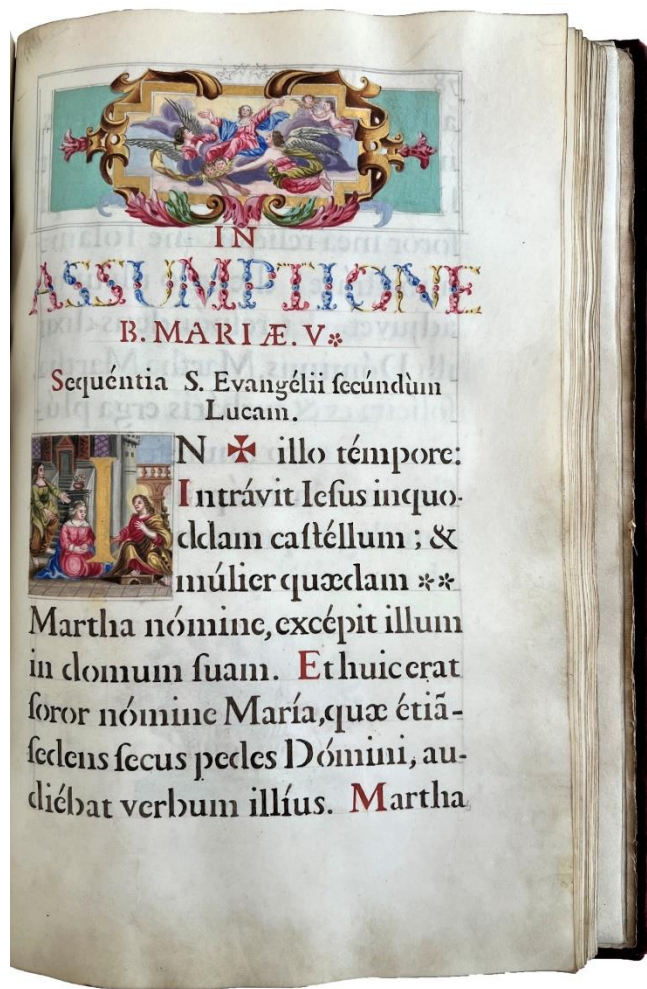 IN
ASSUMPTIONE
B. MARIÆ. V*
Sequéntia S. Evangélii ſecúndùm
Lucam.
IN ✠ illo témpore:
Intrávit Ieſus inquo-
ddam caſtéllum; &
múlier quædam **
Martha nómine, excépit illum
in domum ſuam. Et huic erat
ſoror nómine María, quæ étiã-
ſedens ſecus pedes Dómini, au-
diébat verbum illíus. Martha